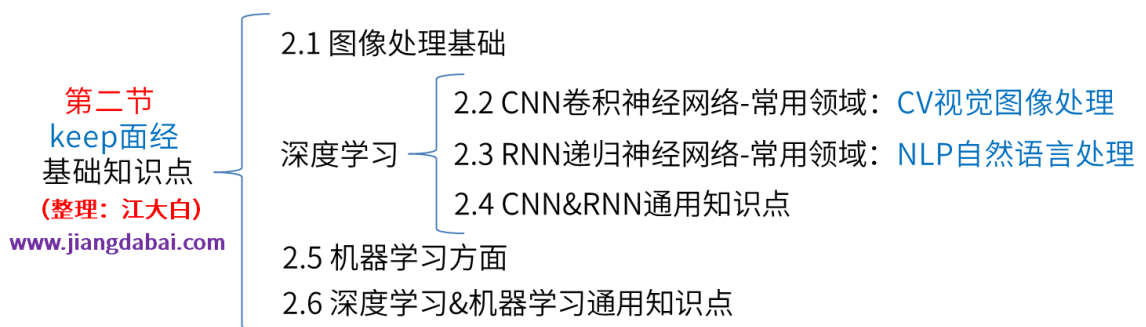 第二节
keep面经
基础知识点
（整理：江大白）
www.jiangdabai.com
2.1 图像处理基础
深度学习
2.2 CNN卷积神经网络-常用领域：CV视觉图像处理
2.3 RNN递归神经网络-常用领域：NLP自然语言处理
2.4 CNN&RNN通用知识点
2.5 机器学习方面
2.6 深度学习&机器学习通用知识点